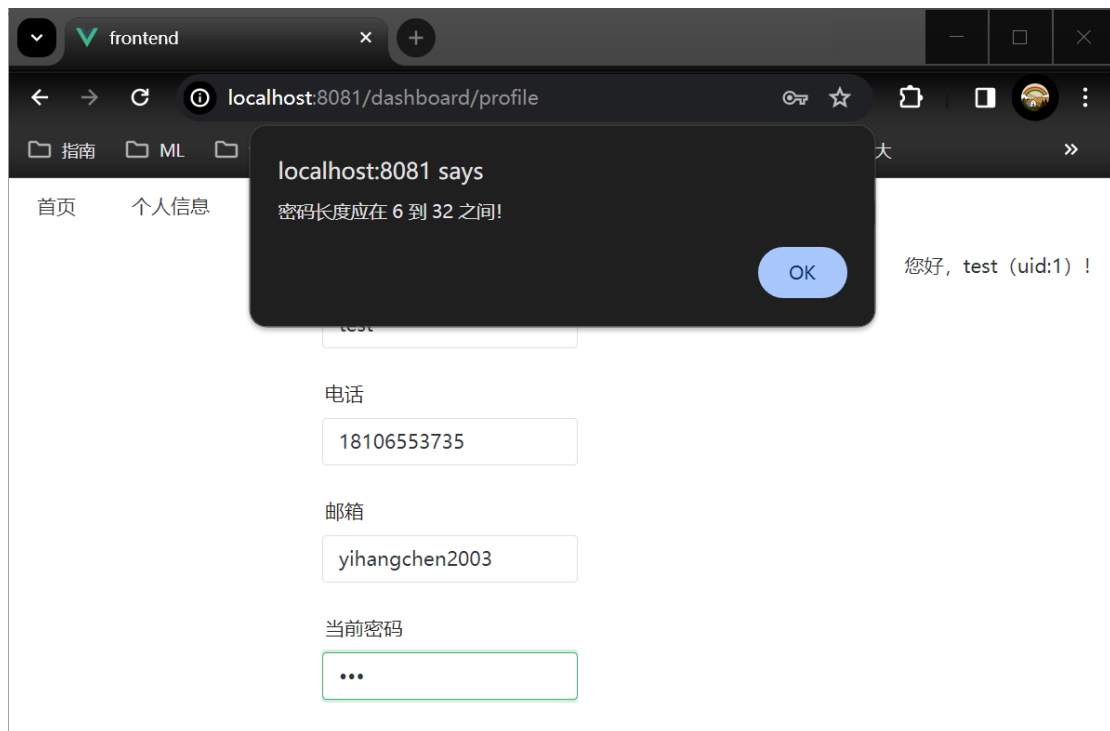 frontend
localhost:8081/dashboard/profile
指南
ML
大
localhost:8081 says
密码长度应在 6 到 32 之间!
OK
首页
个人信息
您好,test(uid:1)!
test
电话
18106553735
邮箱
yihangchen2003
当前密码
•••